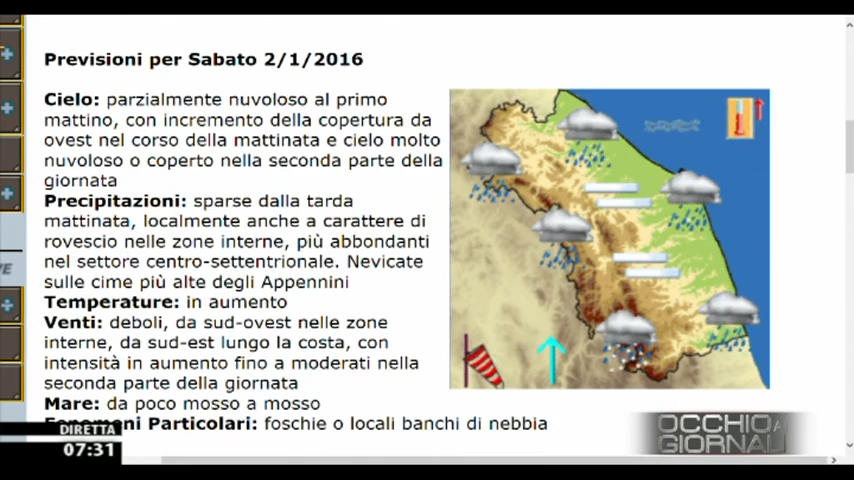 Previsioni per Sabato 2/1/2016
Cielo: parzialmente nuvoloso al primo
mattino, con incremento della copertura da
ovest nel corso della mattinata e cielo molto
nuvoloso o coperto nella seconda parte della
giornata
Precipitazioni: sparse dalla tarda
mattinata, localmente anche a carattere di
rovescio nelle zone interne, più abbondanti
nel settore centro-settentrionale. Nevicate
sulle cime più alte degli Appennini
Temperature: in aumento
Venti: deboli, da sud-ovest nelle zone
interne, da sud-est lungo la costa, con
intensità in aumento fino a moderati nella
seconda parte della giornata
Mare: da poco mosso a mosso
Particolari: foschie o locali banchi di nebbia
DIRETTA
07:31
OCCHIO AI
GIORNALI